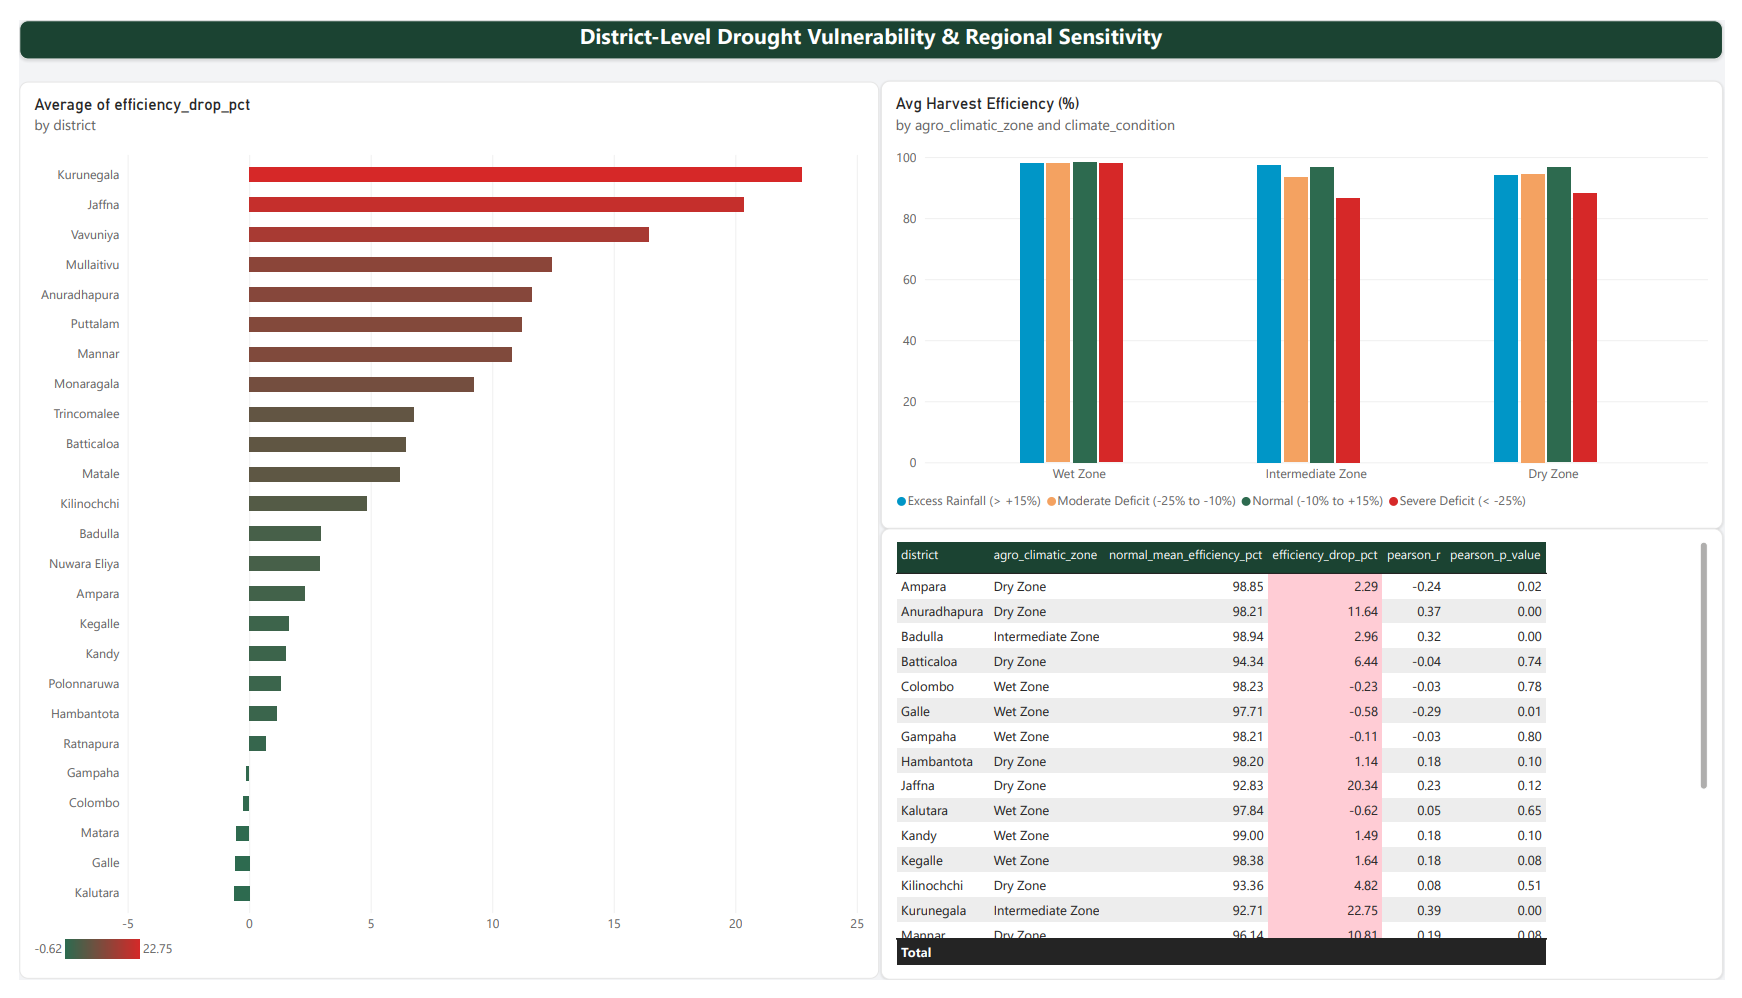 District-Level Drought Vulnerability & Regional Sensitivity
Average of efficiency_drop_pct
by district
Kurunegala
Jaffna
Vavuniya
Mullaitivu
Anuradhapura
Puttalam
Mannar
Monaragala
Trincomalee
Batticaloa
Matale
Kilinochchi
Badulla
Nuwara Eliya
Ampara
Kegalle
Kandy
Polonnaruwa
Hambantota
Ratnapura
Gampaha
Colombo
Matara
Galle
Kalutara
-5 0 5 10 15 20 25
-0.62 22.75
Avg Harvest Efficiency (%)
by agro_climatic_zone and climate_condition
100
80
60
40
20
0
Wet Zone Intermediate Zone Dry Zone
Excess Rainfall (> +15%) Moderate Deficit (-25% to -10%) Normal (-10% to +15%) Severe Deficit (< -25%)
district agro_climatic_zone normal_mean_efficiency_pct efficiency_drop_pct pearson_r pearson_p_value
Ampara Dry Zone 98.85 2.29 -0.24 0.02
Anuradhapura Dry Zone 98.21 11.64 0.37 0.00
Badulla Intermediate Zone 98.94 2.96 0.32 0.00
Batticaloa Dry Zone 94.34 6.44 -0.04 0.74
Colombo Wet Zone 98.23 -0.23 -0.03 0.78
Galle Wet Zone 97.71 -0.58 -0.29 0.01
Gampaha Wet Zone 98.21 -0.11 -0.03 0.80
Hambantota Dry Zone 98.20 1.14 0.18 0.10
Jaffna Dry Zone 92.83 20.34 0.23 0.12
Kalutara Wet Zone 97.84 -0.62 0.05 0.65
Kandy Wet Zone 99.00 1.49 0.18 0.10
Kegalle Wet Zone 98.38 1.64 0.18 0.08
Kilinochchi Dry Zone 93.36 4.82 0.08 0.51
Kurunegala Intermediate Zone 92.71 22.75 0.39 0.00
Mannar Dry Zone 96.14 10.81 0.19 0.08
Total